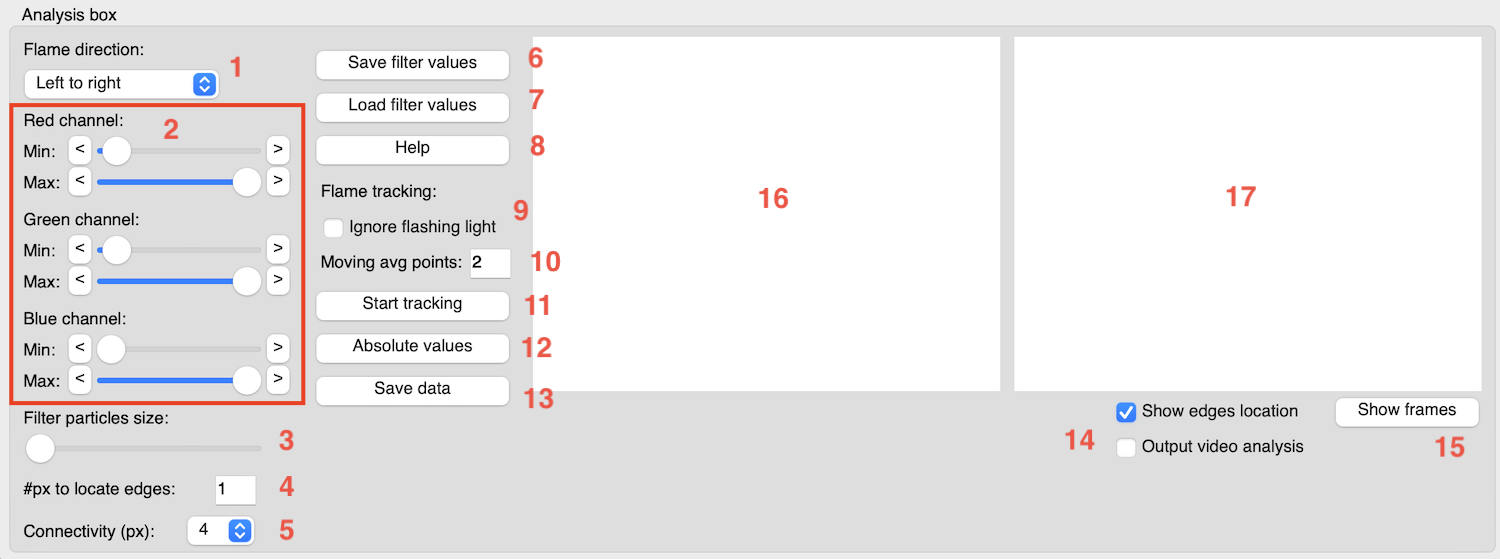 Analysis box
Flame direction:
Left to right
1
Red channel:
2
Min: < >
Max: < >
Green channel:
Min: < >
Max: < >
Blue channel:
Min: < >
Max: < >
Filter particles size:
3
#px to locate edges: 1
4
Connectivity (px): 4
5
Save filter values
6
Load filter values
7
Help
8
Flame tracking:
Ignore flashing light
9
Moving avg points: 2
10
Start tracking
11
Absolute values
12
Save data
13
16
17
Show edges location
Output video analysis
14
Show frames
15